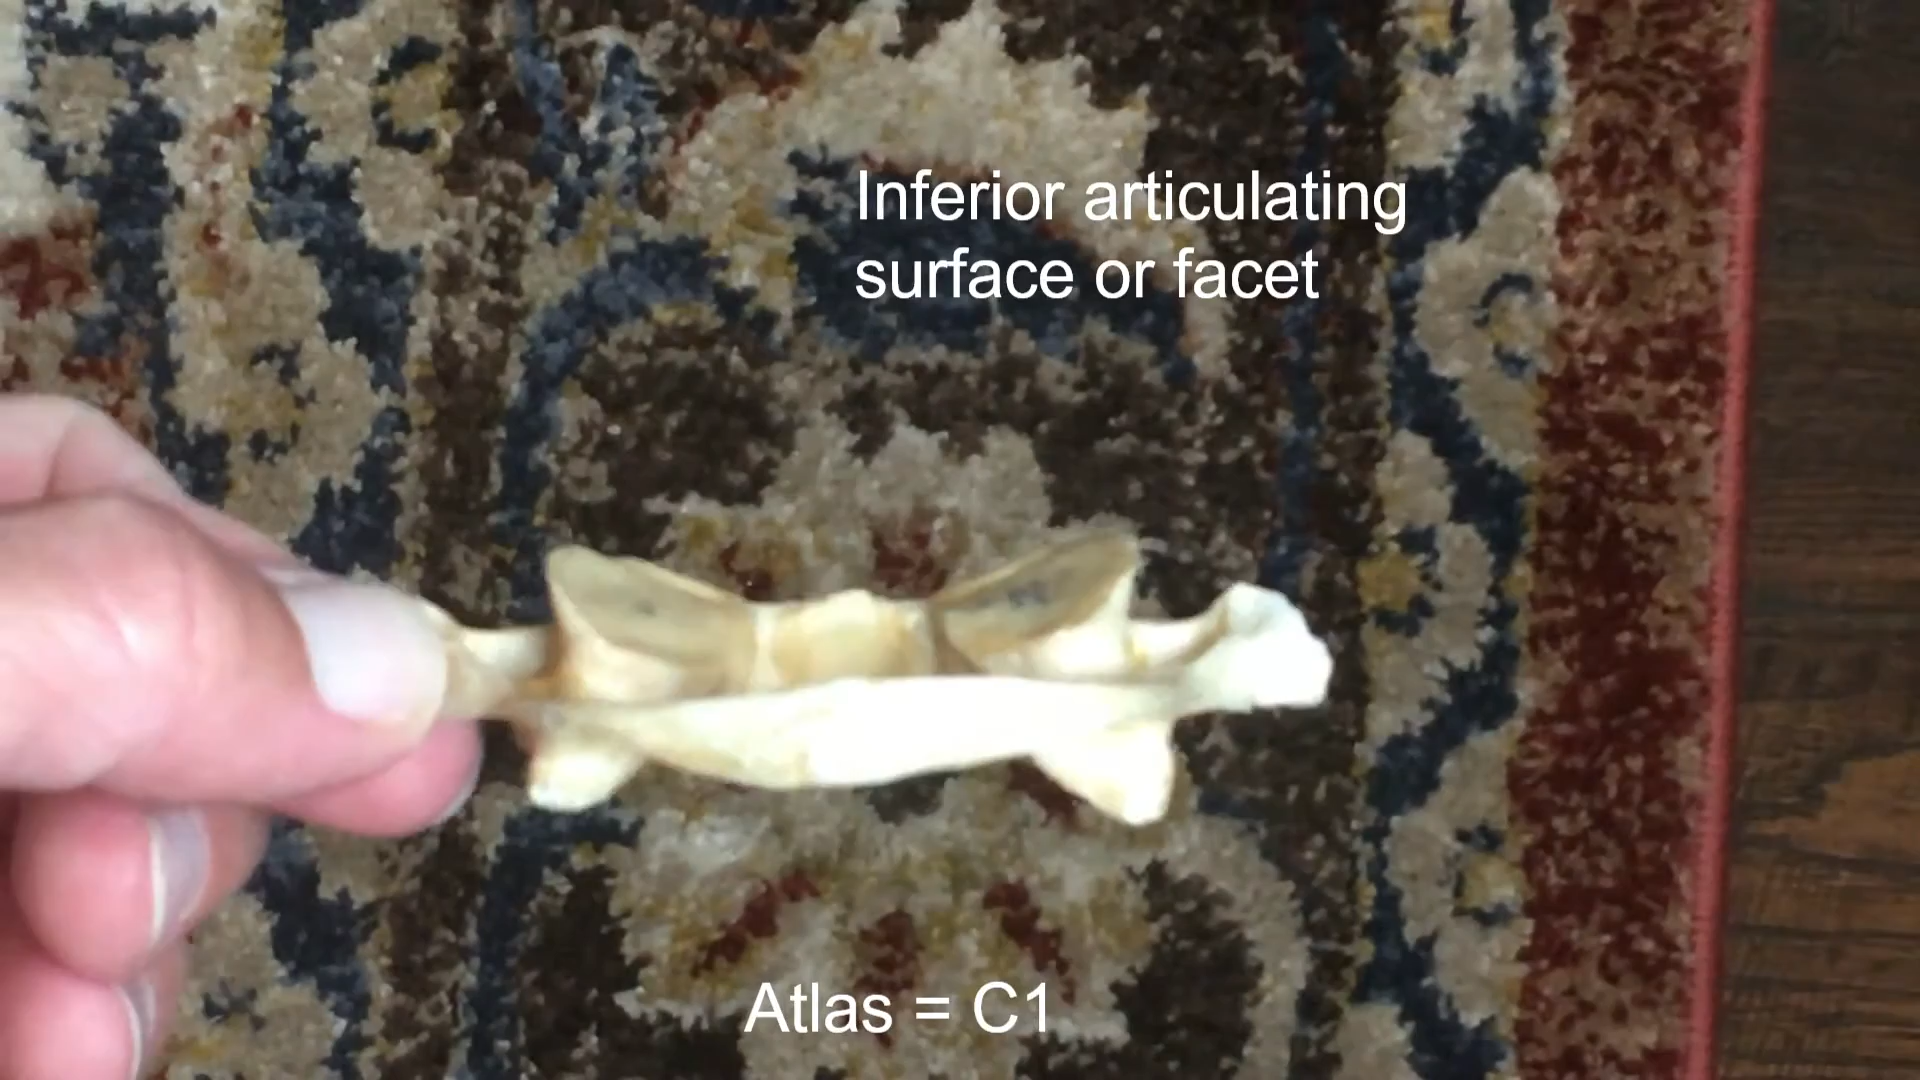 Inferior articulating
surface or facet
Atlas = C1